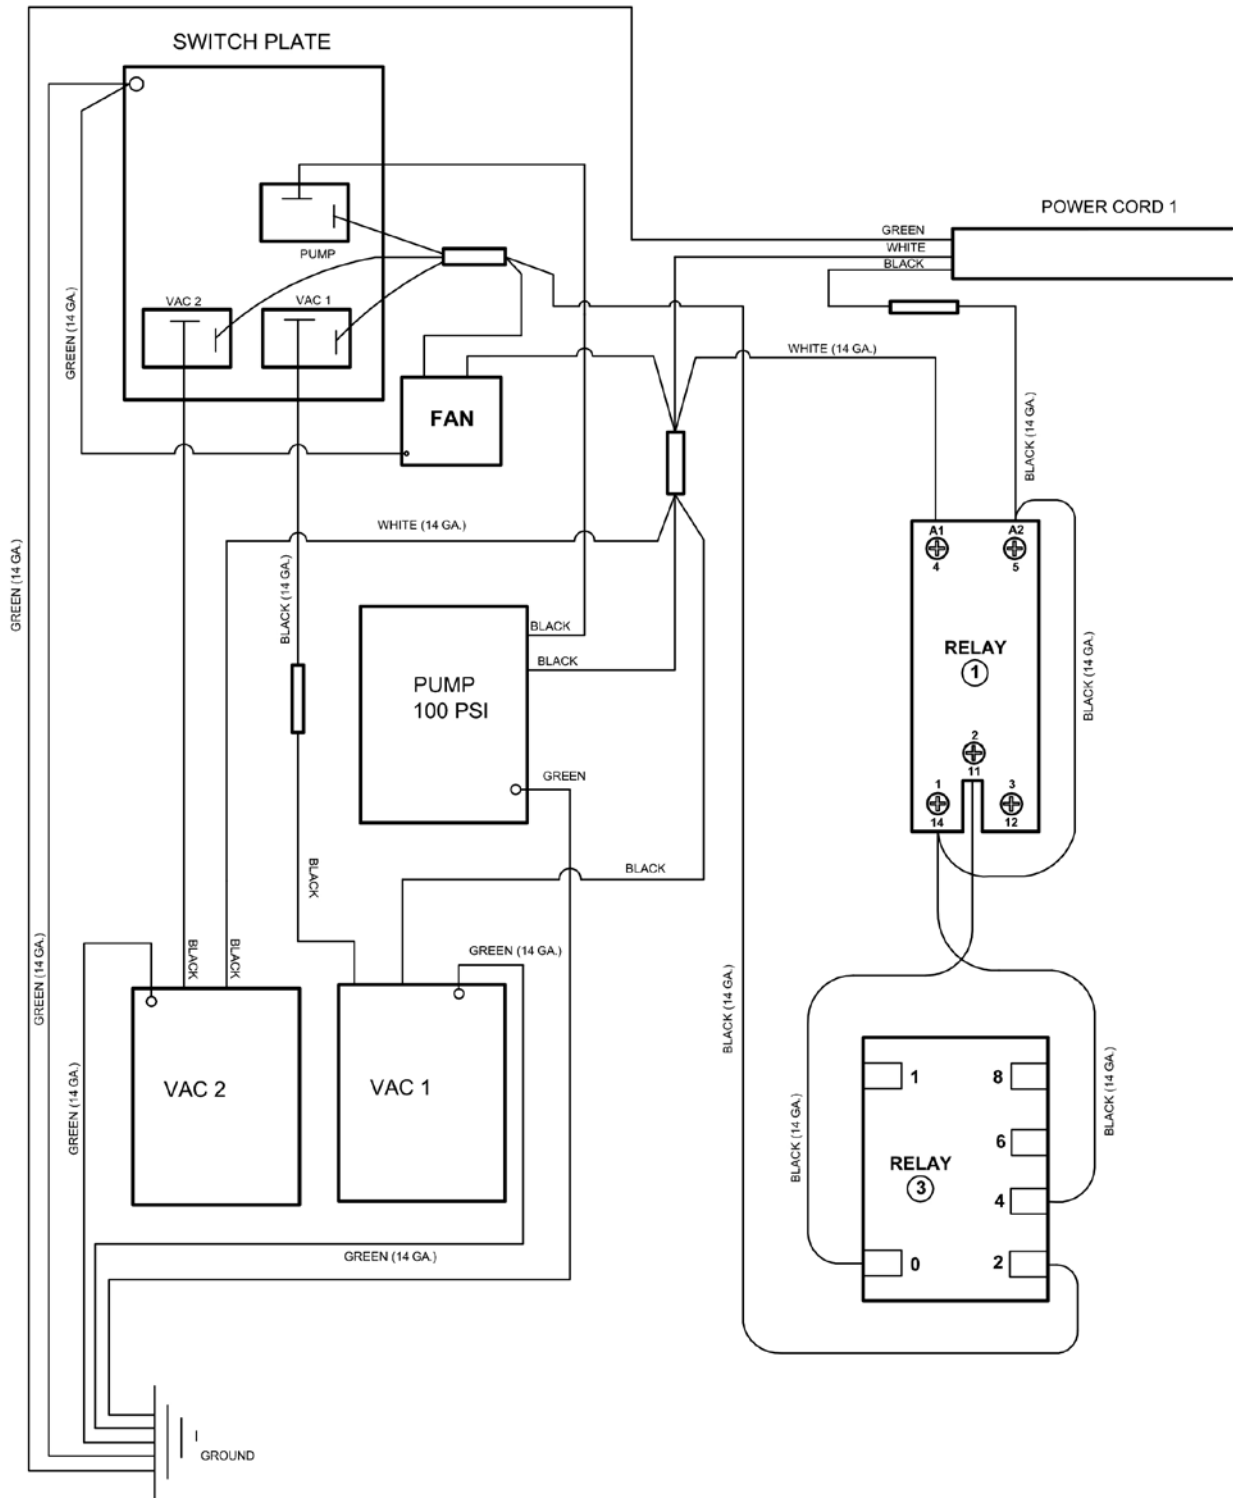 SWITCH PLATE
POWER CORD 1
GREEN
WHITE
BLACK
PUMP
VAC 2
VAC 1
GREEN (14 GA.)
WHITE (14 GA.)
FAN
BLACK (14 GA.)
WHITE (14 GA.)
A1
A2
4
5
GREEN (14 GA.)
BLACK (14 GA.)
BLACK
BLACK
RELAY
1
BLACK (14 GA.)
PUMP
100 PSI
2
11
GREEN
1
3
14
12
BLACK
BLACK
GREEN (14 GA.)
BLACK
BLACK
GREEN (14 GA.)
BLACK (14 GA.)
VAC 2
VAC 1
GREEN (14 GA.)
1
8
6
RELAY
3
4
BLACK (14 GA.)
BLACK (14 GA.)
0
2
GREEN (14 GA.)
GROUND